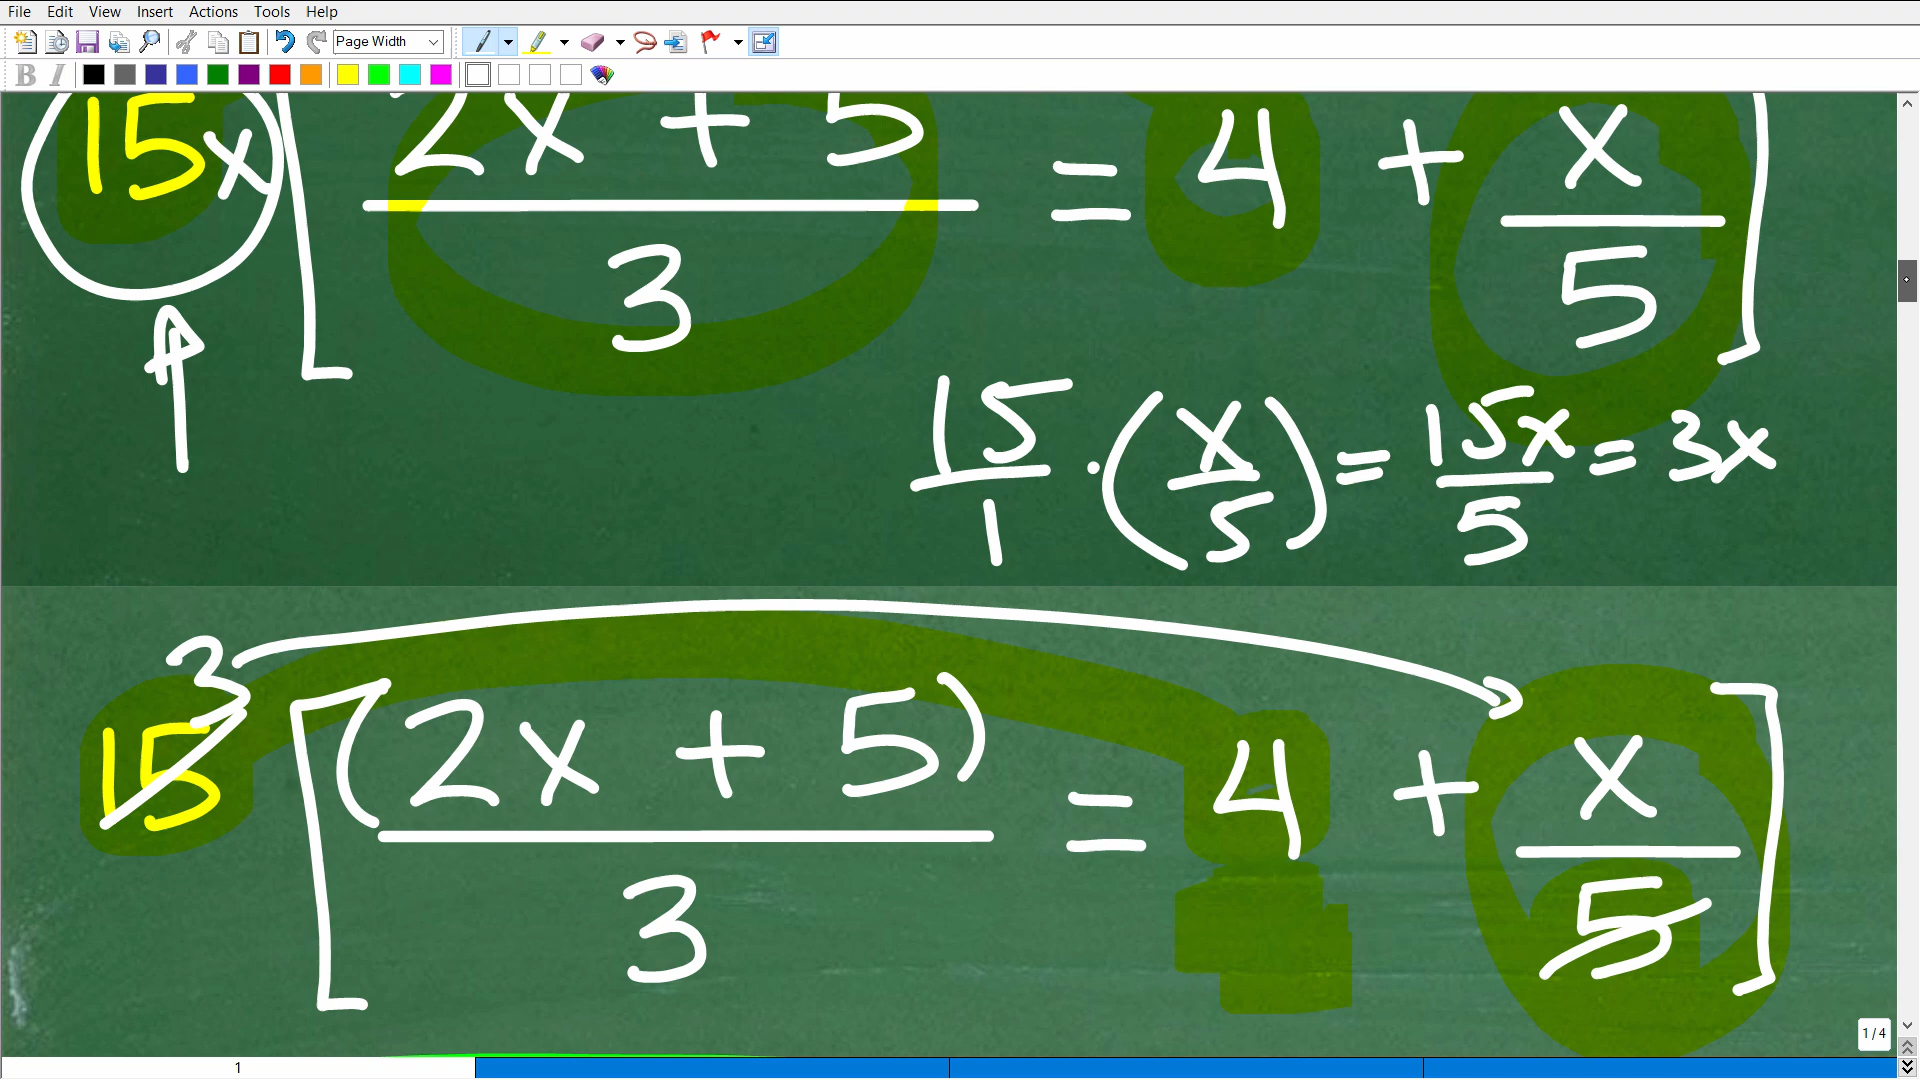 File Edit View Insert Actions Tools Help
Page Width
B I
15x [ 2x + 5 / 3 = 4 + x / 5 ]
15 / 1 · ( x / 5 ) = 15x / 5 = 3x
3
15 [ (2x + 5) / 3 = 4 + x / 5 ]
1 / 4
1